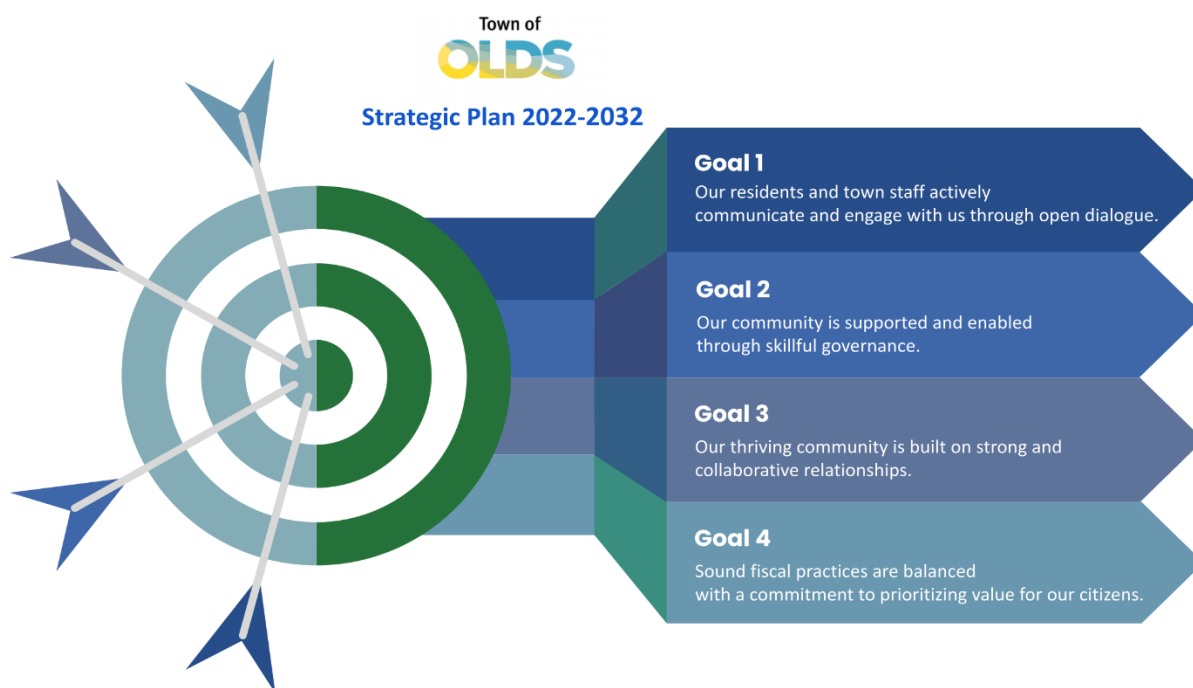 Town of
OLDS
Strategic Plan 2022-2032
Goal 1
Our residents and town staff actively
communicate and engage with us through open dialogue.
Goal 2
Our community is supported and enabled
through skillful governance.
Goal 3
Our thriving community is built on strong and
collaborative relationships.
Goal 4
Sound fiscal practices are balanced
with a commitment to prioritizing value for our citizens.